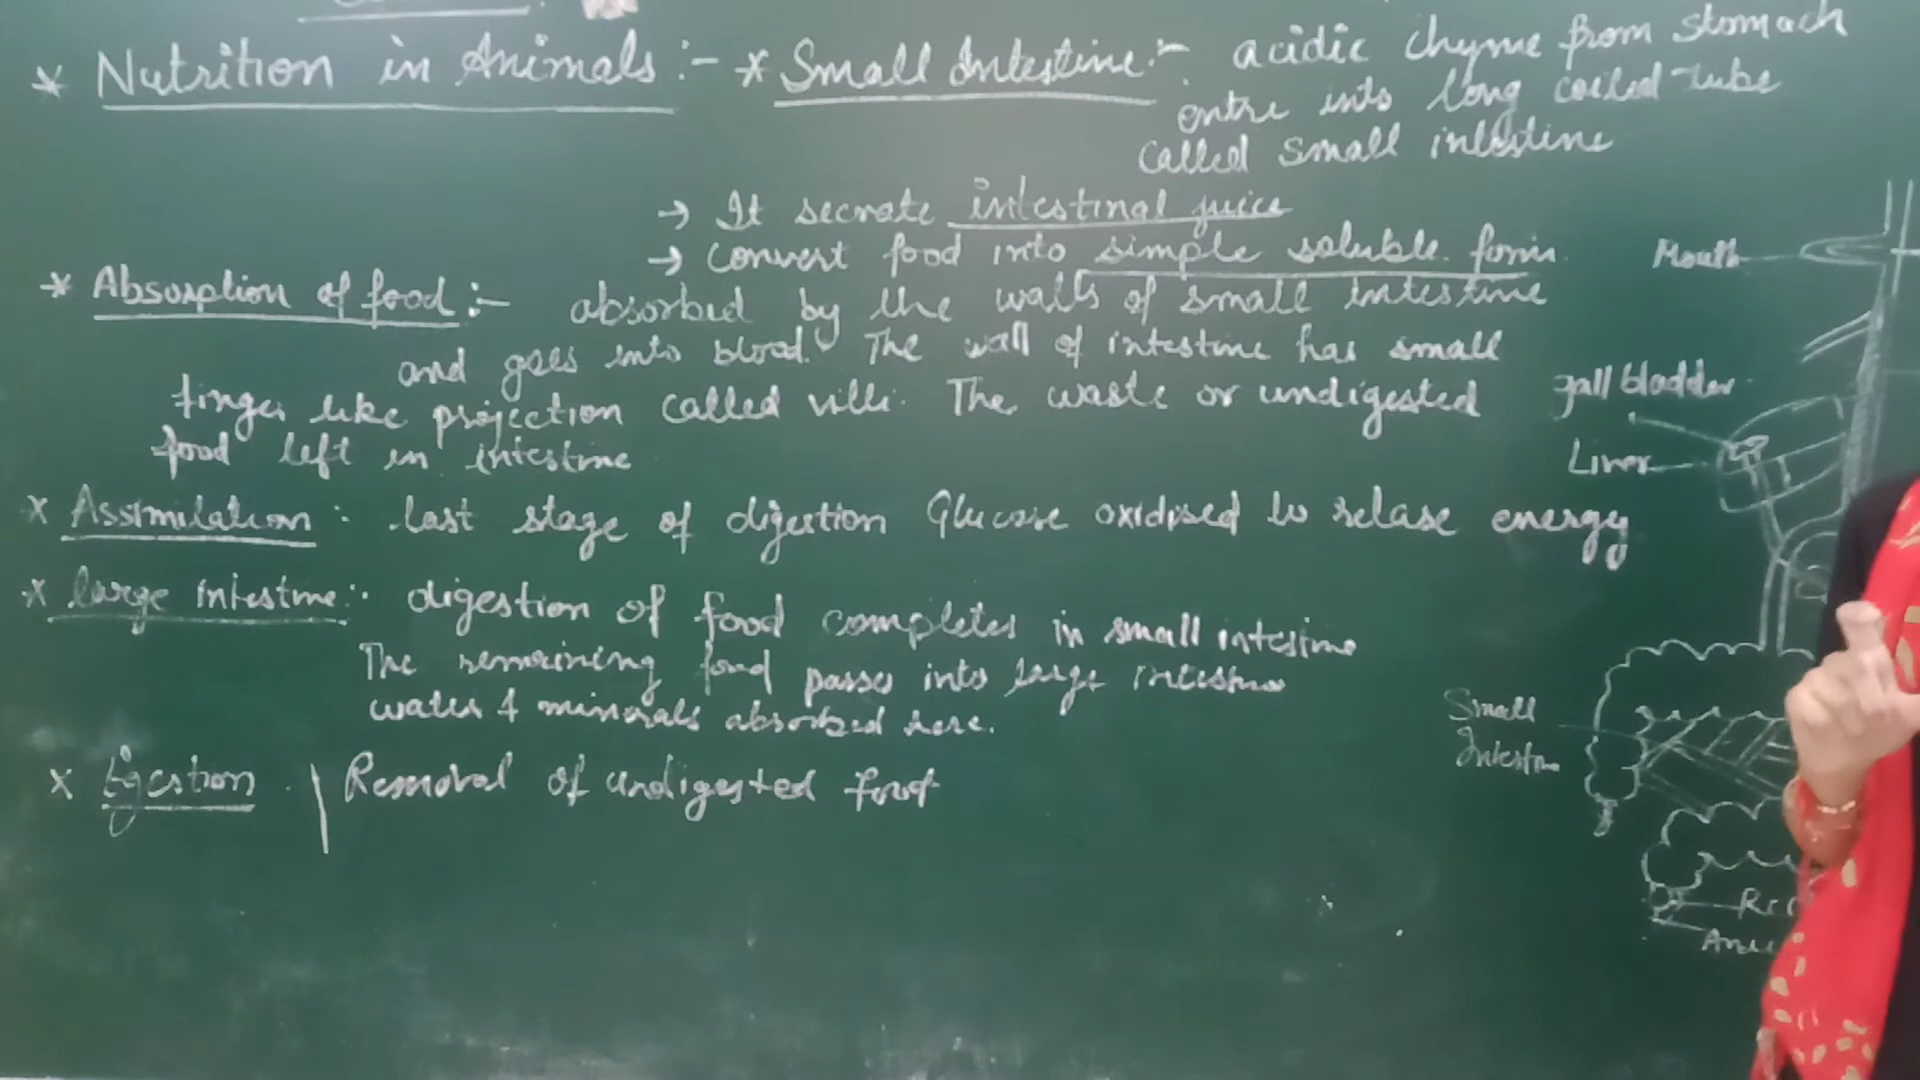 * Nutrition in Animals :-
* Small Intestine :- acidic chyme from stomach
entre into long coiled tube
called small intestine
→ It secrate intestinal juice
→ convert food into simple soluble form
* Absorption of food :- absorbed by the walls of small intestine
and goes into blood. The wall of intestine has small
finger like projection called villi. The waste or undigested
food left in intestine
* Assimilation : last stage of digestion Glucose oxidised to relase energy
* large intestine : digestion of food completes in small intestine
The remaining food passes into large intestine
water & minerals absorbed here.
* Egestion | Removal of undigested food
Mouth
gall bladder
Liver
Small
Intestine